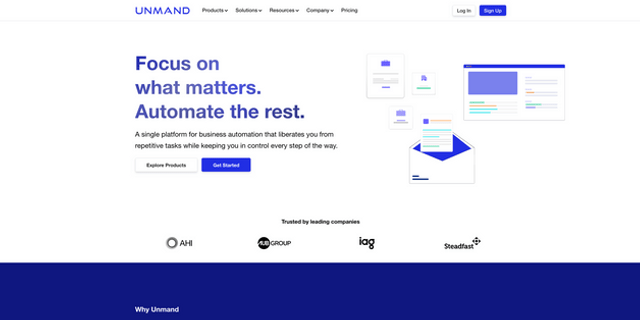 UNMAND
Products Solutions Resources Company Pricing
Log In Sign Up
Focus on
what matters.
Automate the rest.
A single platform for business automation that liberates you from
repetitive tasks while keeping you in control every step of the way.
Explore Products Get Started
Trusted by leading companies
AHI AUB GROUP iag Steadfast
Why Unmand